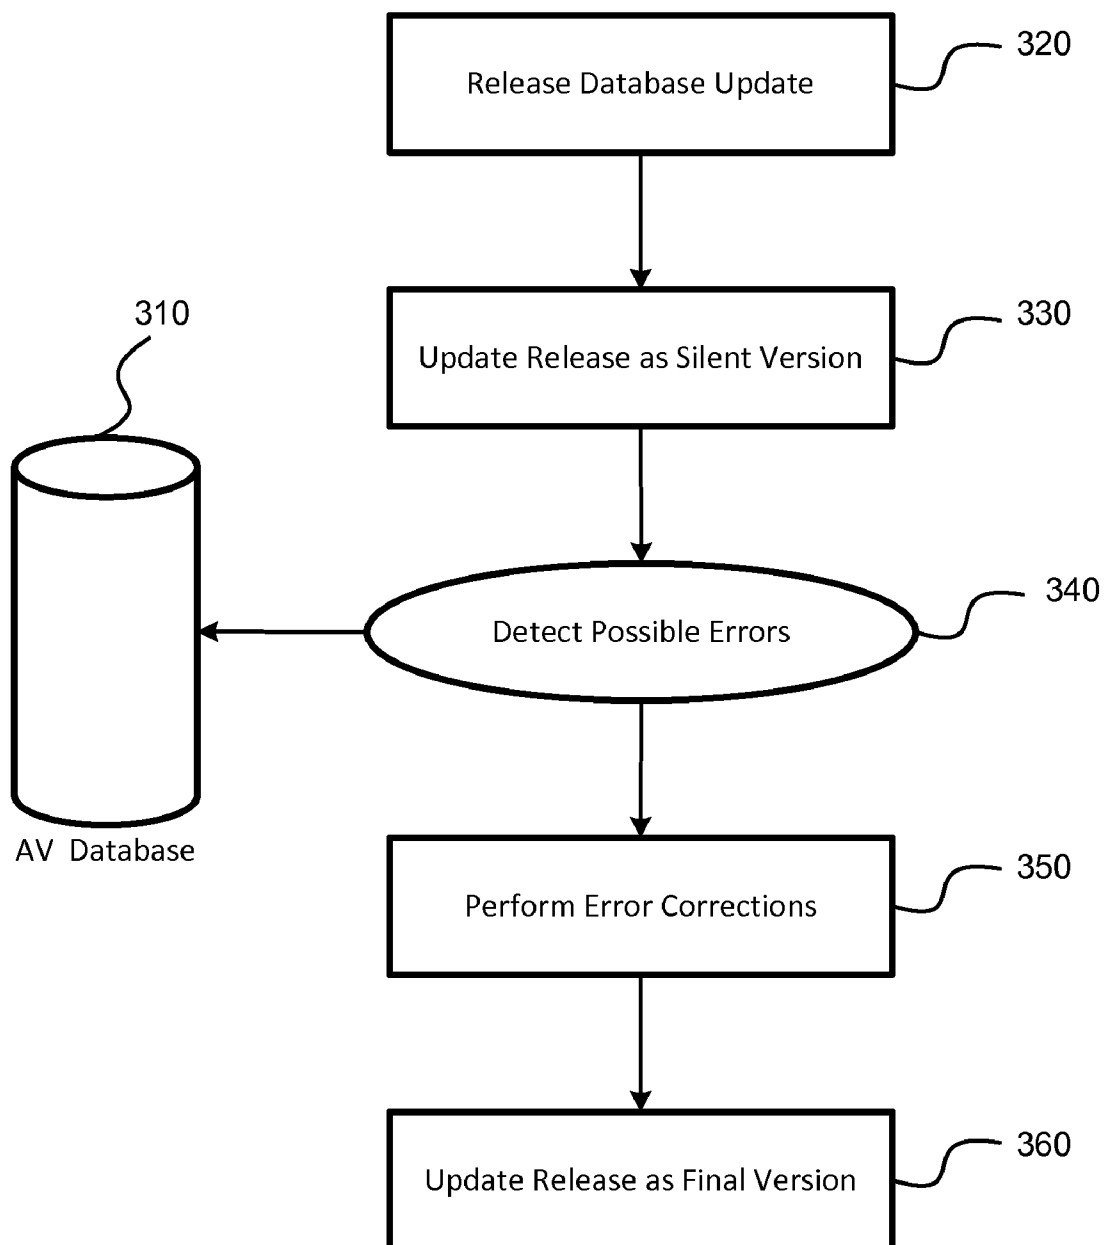 Release Database Update
320
Update Release as Silent Version
330
310
Detect Possible Errors
340
AV Database
Perform Error Corrections
350
Update Release as Final Version
360